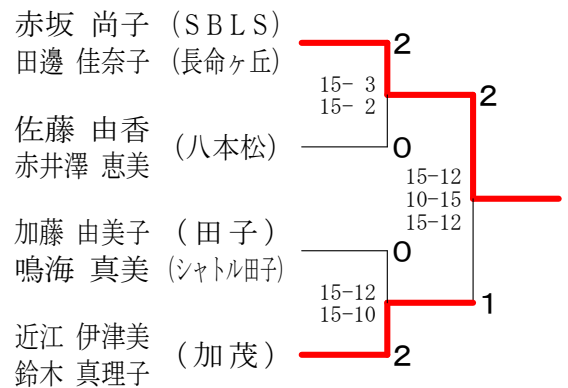 赤坂 尚子 (SBLS)
田邊 佳奈子 (長命ヶ丘)
2
15- 3
15- 2
2
佐藤 由香
赤井澤 恵美
(八本松)
0
15-12
10-15
15-12
加藤 由美子 (田子)
鳴海 真美 (シャトル田子)
0
15-12
15-10
1
近江 伊津美
鈴木 真理子
(加茂)
2